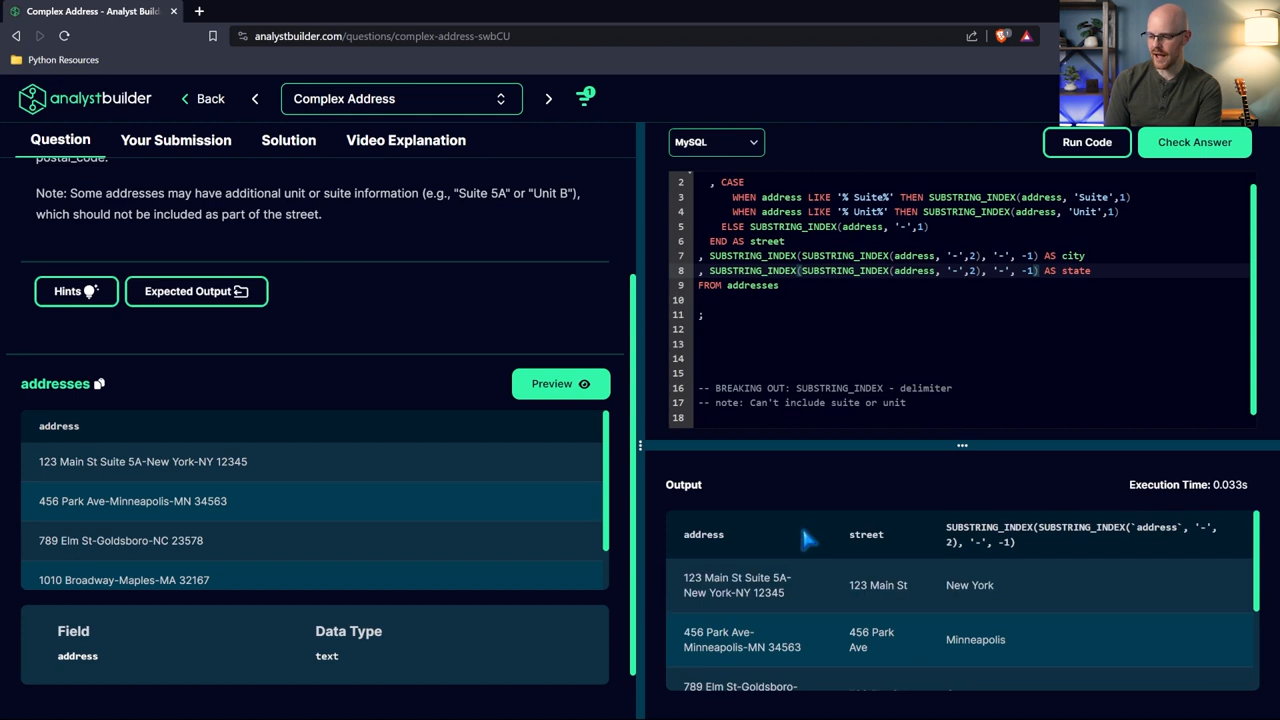 Complex Address - Analyst Build
analystbuilder.com/questions/complex-address-swbCU
Python Resources
analystbuilder
Back
Complex Address
1
Question
Your Submission
Solution
Video Explanation
postal_code.
Note: Some addresses may have additional unit or suite information (e.g., "Suite 5A" or "Unit B"),
which should not be included as part of the street.
Hints
Expected Output
addresses
Preview
address
123 Main St Suite 5A-New York-NY 12345
456 Park Ave-Minneapolis-MN 34563
789 Elm St-Goldsboro-NC 23578
1010 Broadway-Maples-MA 32167
Field Data Type
address text
MySQL
Run Code
Check Answer
2 , CASE
3 WHEN address LIKE '% Suite%' THEN SUBSTRING_INDEX(address, 'Suite',1)
4 WHEN address LIKE '% Unit%' THEN SUBSTRING_INDEX(address, 'Unit',1)
5 ELSE SUBSTRING_INDEX(address, '-',1)
6 END AS street
7 , SUBSTRING_INDEX(SUBSTRING_INDEX(address, '-',2), '-', -1) AS city
8 , SUBSTRING_INDEX(SUBSTRING_INDEX(address, '-',2), '-', -1) AS state
9 FROM addresses
10
11 ;
12
13
14
15
16 -- BREAKING OUT: SUBSTRING_INDEX - delimiter
17 -- note: Can't include suite or unit
18
Output
Execution Time: 0.033s
address street SUBSTRING_INDEX(SUBSTRING_INDEX(`address`, '-',
2), '-', -1)
123 Main St Suite 5A-
New York-NY 12345
123 Main St
New York
456 Park Ave-
Minneapolis-MN 34563
456 Park
Ave
Minneapolis
789 Elm St-Goldsboro-